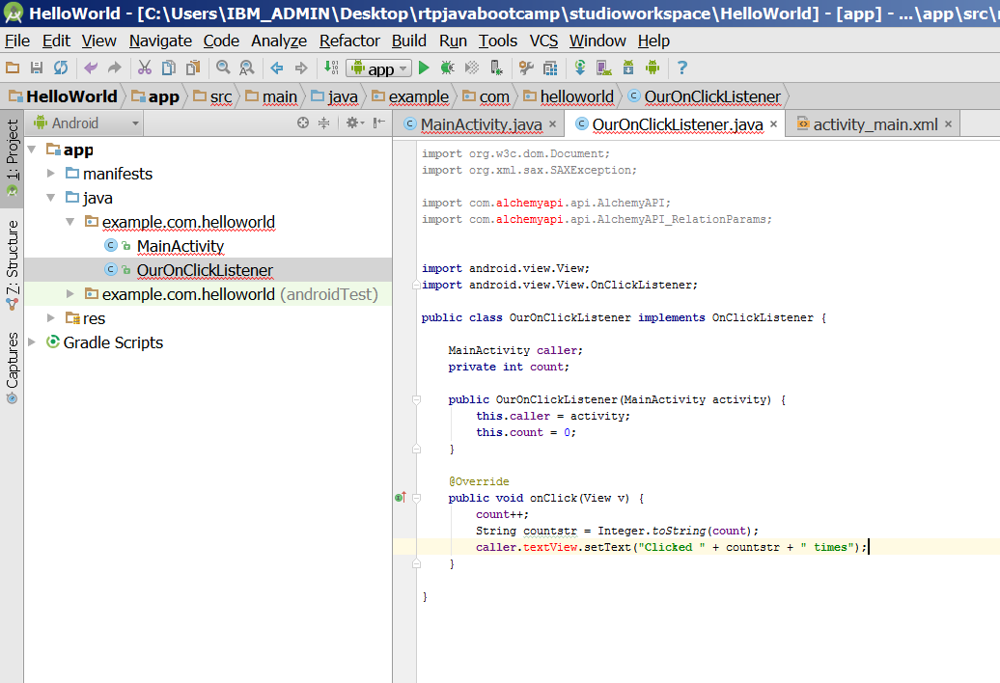 HelloWorld - [C:\Users\IBM_ADMIN\Desktop\rtpjavabootcamp\studioworkspace\HelloWorld] - [app] - ...\app\src\
File Edit View Navigate Code Analyze Refactor Build Run Tools VCS Window Help
app
HelloWorld app src main java example com helloworld OurOnClickListener
1: Project
Z: Structure
Captures
Android
app
manifests
java
example.com.helloworld
MainActivity
OurOnClickListener
example.com.helloworld (androidTest)
res
Gradle Scripts
MainActivity.java × OurOnClickListener.java × activity_main.xml ×
import org.w3c.dom.Document;
import org.xml.sax.SAXException;
import com.alchemyapi.api.AlchemyAPI;
import com.alchemyapi.api.AlchemyAPI_RelationParams;
import android.view.View;
import android.view.View.OnClickListener;
public class OurOnClickListener implements OnClickListener {
MainActivity caller;
private int count;
public OurOnClickListener(MainActivity activity) {
this.caller = activity;
this.count = 0;
}
@Override
public void onClick(View v) {
count++;
String countstr = Integer.toString(count);
caller.textView.setText("Clicked " + countstr + " times");
}
}